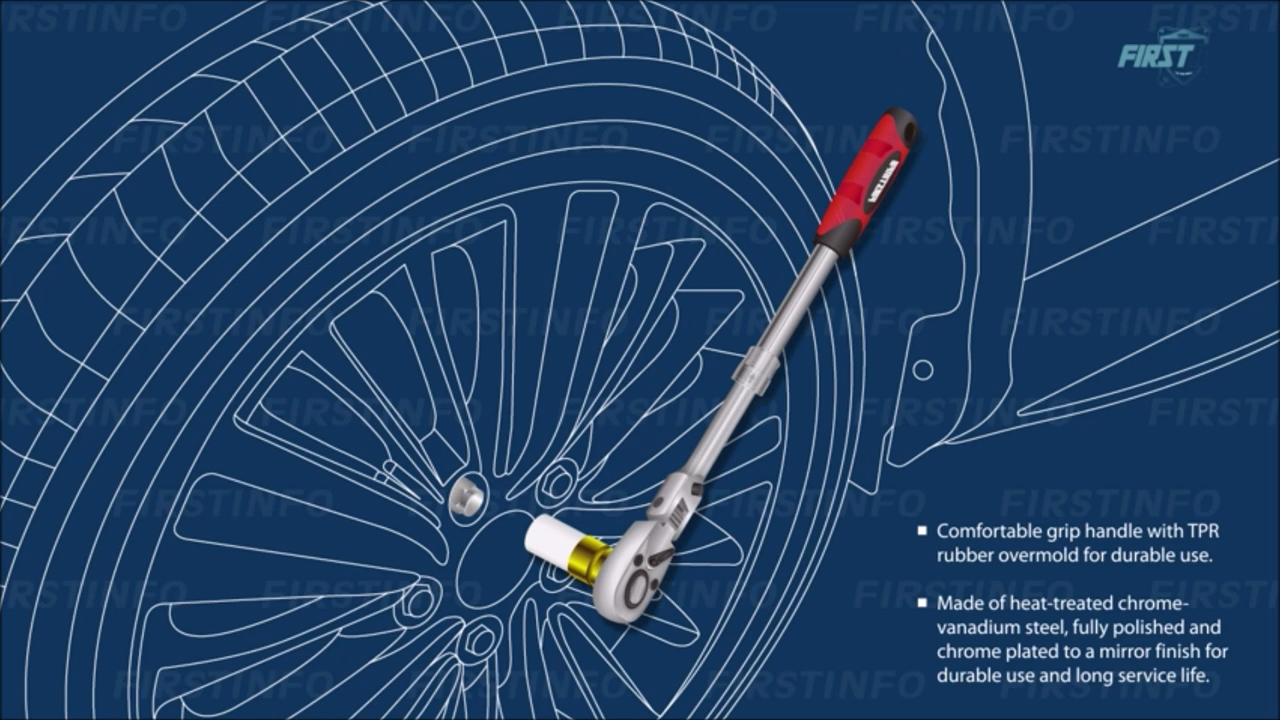 FIRST
FIRSTINFO
■ Comfortable grip handle with TPR
rubber overmold for durable use.
■ Made of heat-treated chrome-
vanadium steel, fully polished and
chrome plated to a mirror finish for
durable use and long service life.